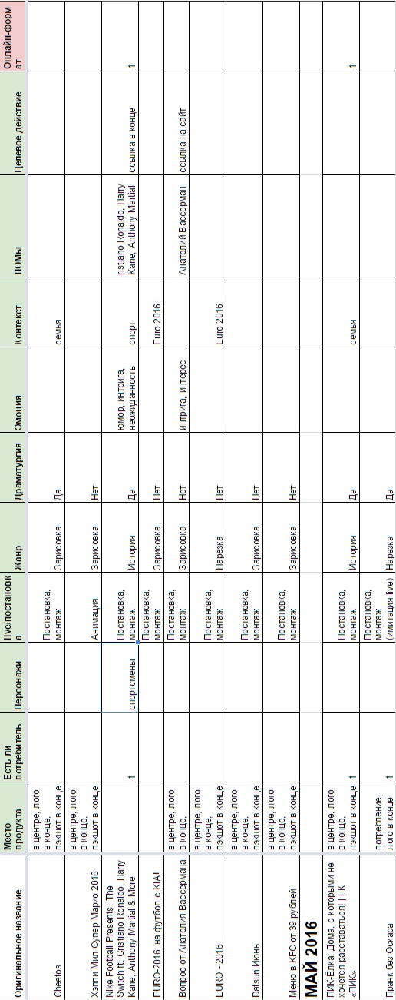 Оригинальное название
Место
продукта
Есть ли
потребитель
Персонажи
live/постановк
а
Жанр
Драматургия
Эмоция
Контекст
ЛОМы
Целевое действие
Онлайн-форм
ат
Cheetos
в центре, лого
в конце,
пэкшот в конце
Постановка,
монтаж
Зарисовка
Да
семья
Хэппи Мил Супер Марио 2016
в центре, лого
в конце,
пэкшот в конце
Анимация
Зарисовка
Нет
Nike Football Presents: The
Switch ft. Cristiano Ronaldo, Harry
Kane, Anthony Martial & More
1
спортсмены
Постановка,
монтаж
История
Да
юмор, интрига,
неожиданность
спорт
ristiano Ronaldo, Harry
Kane, Anthony Martial
ссылка в конце
1
EURO-2016: на футбол с KIA!
Постановка,
монтаж
Зарисовка
Нет
Euro 2016
Вопрос от Анатолия Вассермана
в центре, лого
в конце,
Постановка,
монтаж
Зарисовка
Нет
интрига, интерес
Анатолий Вассерман
ссылка на сайт
EURO - 2016
в центре, лого
в конце,
пэкшот в конце
Постановка,
монтаж
Нарезка
Нет
Euro 2016
Datsun Июнь
в центре, лого
в конце,
пэкшот в конце
Постановка,
монтаж
Зарисовка
Нет
Меню в KFC от 39 рублей
в центре, лого
в конце,
пэкшот в конце
Постановка,
монтаж
Зарисовка
Нет
МАЙ 2016
ПИК-Ёлка: Дома, с которыми не
хочется расставаться! | ГК
«ПИК»
в центре, лого
в конце,
пэкшот в конце
1
Постановка,
монтаж
История
Да
семья
1
Пранк без Оскара
потребление,
лого в конце
1
Постановка,
монтаж
(имитация live)
Нарезка
Да